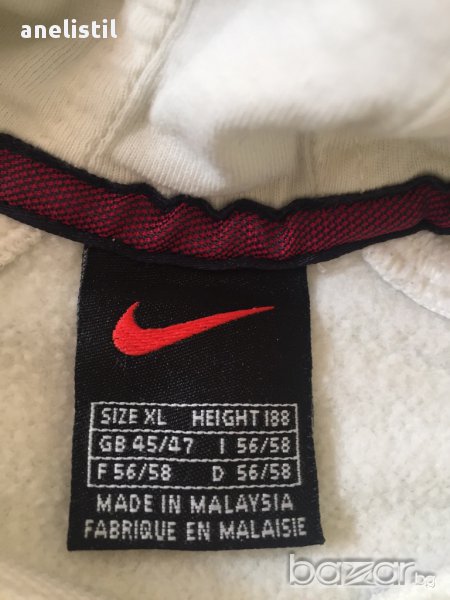 anelistil
SIZE XL HEIGHT 188
GB 45/47 I 56/58
F 56/58 D 56/58
MADE IN MALAYSIA
FABRIQUE EN MALAISIE
bazar.bg